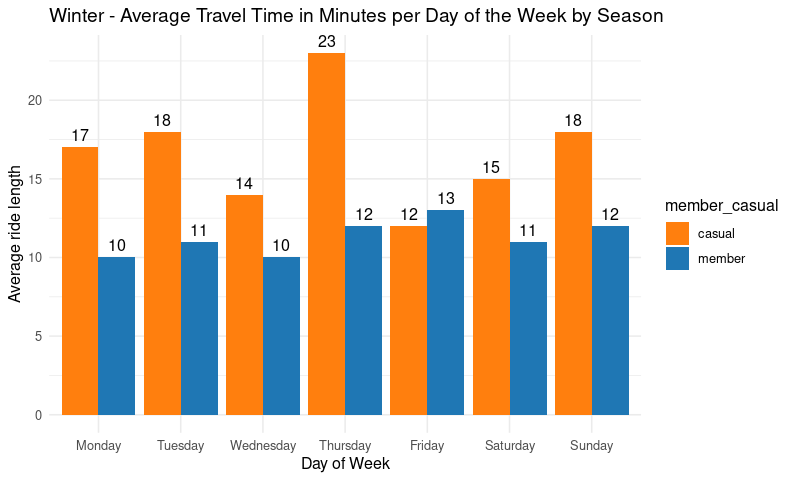 Winter - Average Travel Time in Minutes per Day of the Week by Season
Average ride length
20
15
10
5
0
17
10
18
11
14
10
23
12
12
13
15
11
18
12
Monday
Tuesday
Wednesday
Thursday
Friday
Saturday
Sunday
Day of Week
member_casual
casual
member